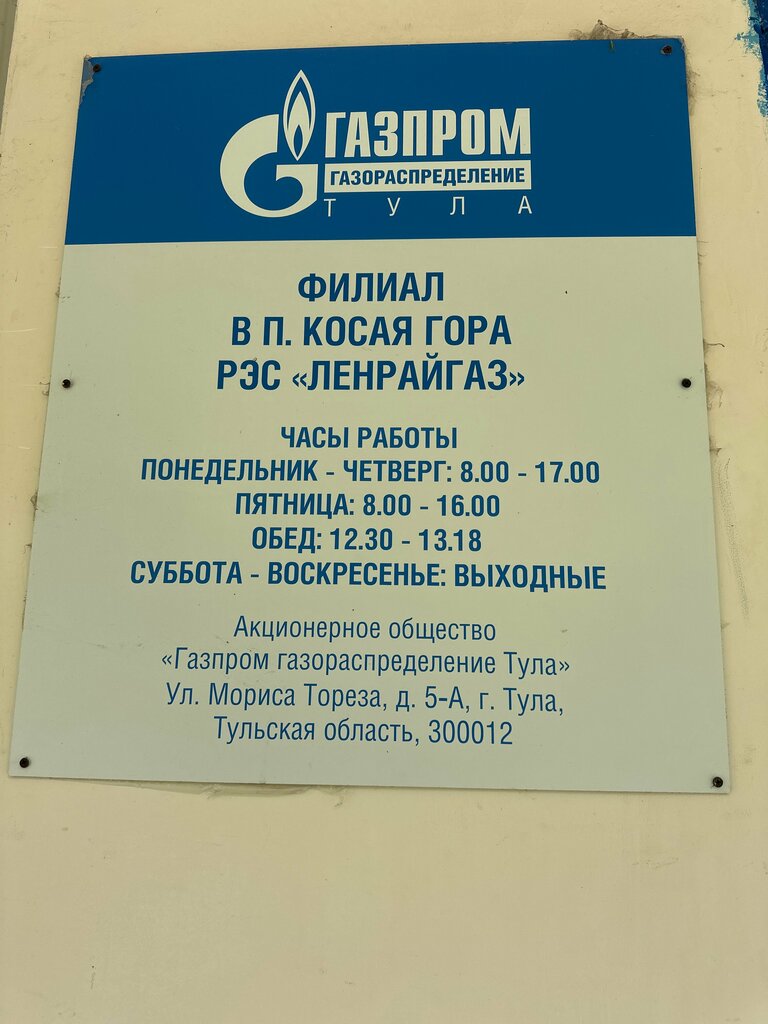 ГАЗПРОМ
ГАЗОРАСПРЕДЕЛЕНИЕ
ТУЛА
ФИЛИАЛ
В П. КОСАЯ ГОРА
РЭС «ЛЕНРАЙГАЗ»
ЧАСЫ РАБОТЫ
ПОНЕДЕЛЬНИК - ЧЕТВЕРГ: 8.00 - 17.00
ПЯТНИЦА: 8.00 - 16.00
ОБЕД: 12.30 - 13.18
СУББОТА - ВОСКРЕСЕНЬЕ: ВЫХОДНЫЕ
Акционерное общество
«Газпром газораспределение Тула»
Ул. Мориса Тореза, д. 5-А, г. Тула,
Тульская область, 300012